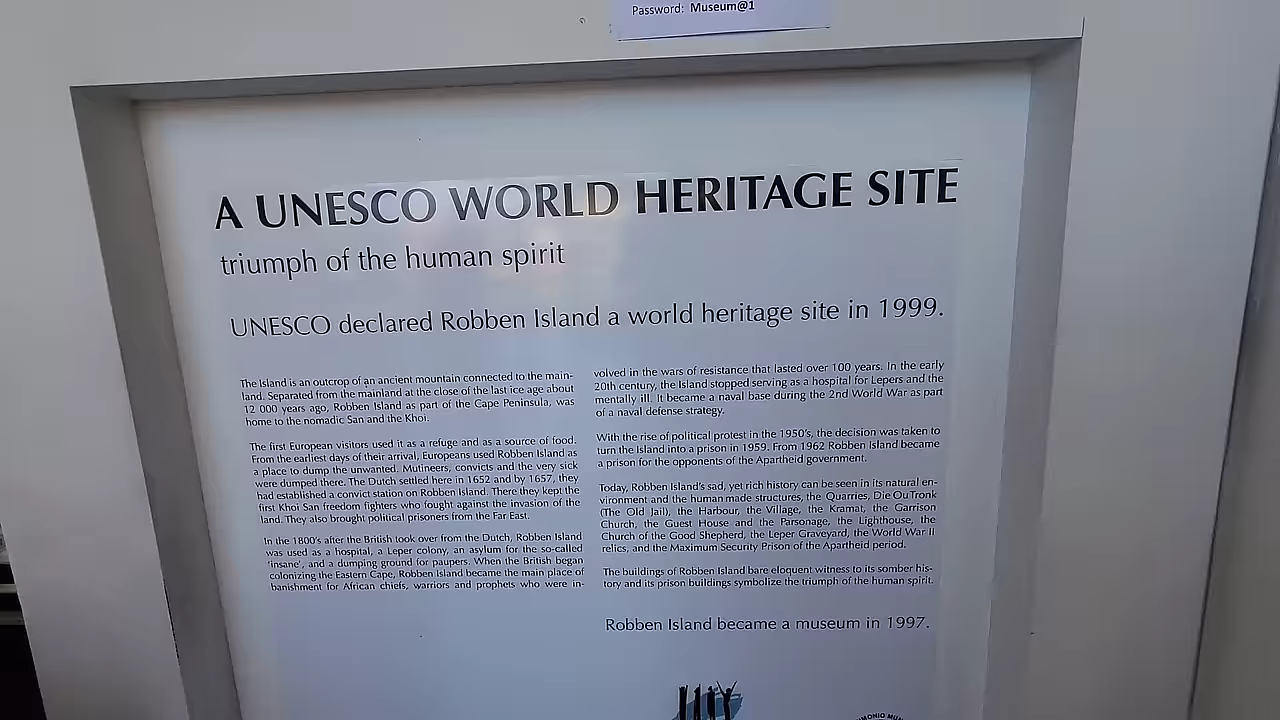 Password: Museum@1
A UNESCO WORLD HERITAGE SITE
triumph of the human spirit
UNESCO declared Robben Island a world heritage site in 1999.
The Island is an outcrop of an ancient mountain connected to the main-
land. Separated from the mainland at the close of the last ice age about
12 000 years ago, Robben Island as part of the Cape Peninsula, was
home to the nomadic San and the Khoi.
The first European visitors used it as a refuge and as a source of food.
From the earliest days of their arrival, Europeans used Robben Island as
a place to dump the unwanted. Mutineers, convicts and the very sick
were dumped there. The Dutch settled here in 1652 and by 1657, they
had established a convict station on Robben Island. There they kept the
first Khoi San freedom fighters who fought against the invasion of the
land. They also brought political prisoners from the Far East.
In the 1800's after the British took over from the Dutch, Robben Island
was used as a hospital, a Leper colony, an asylum for the so-called
'insane', and a dumping ground for paupers. When the British began
colonizing the Eastern Cape, Robben Island became the main place of
banishment for African chiefs, warriors and prophets who were in-
volved in the wars of resistance that lasted over 100 years. In the early
20th century, the Island stopped serving as a hospital for Lepers and the
mentally ill. It became a naval base during the 2nd World War as part
of a naval defense strategy.
With the rise of political protest in the 1950's, the decision was taken to
turn the Island into a prison in 1959. From 1962 Robben Island became
a prison for the opponents of the Apartheid government.
Today, Robben Island's sad, yet rich history can be seen in its natural en-
vironment and the human made structures, the Quarries, Die Ou Tronk
(The Old Jail), the Harbour, the Village, the Kramat, the Garrison
Church, the Guest House and the Parsonage, the Lighthouse, the
Church of the Good Shepherd, the Leper Graveyard, the World War II
relics, and the Maximum Security Prison of the Apartheid period.
The buildings of Robben Island bare eloquent witness to its somber his-
tory and its prison buildings symbolize the triumph of the human spirit.
Robben Island became a museum in 1997.